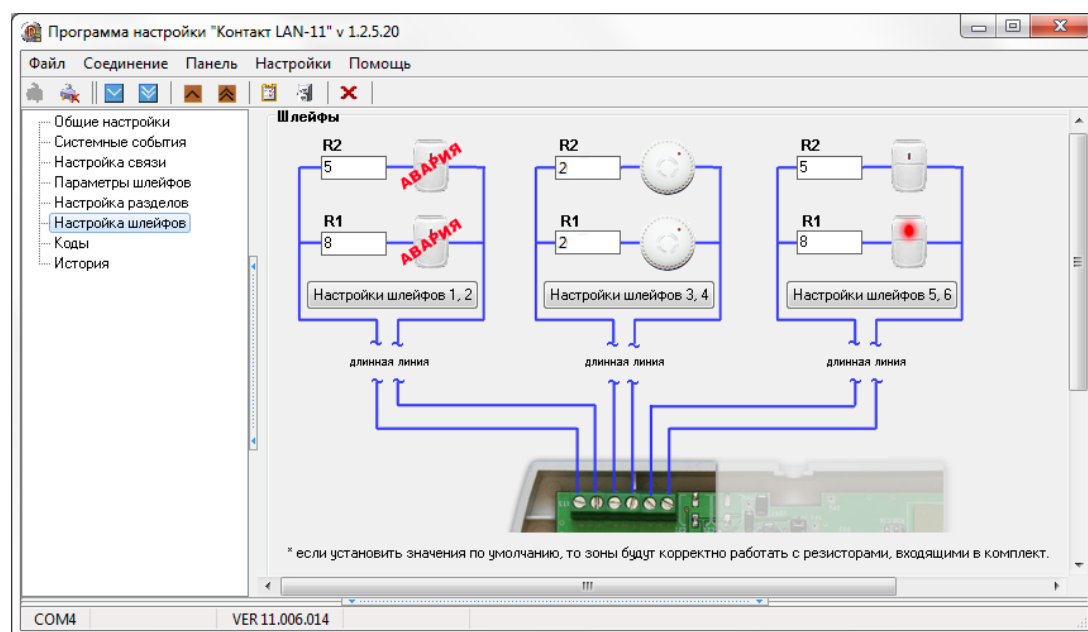 Программа настройки "Контакт LAN-11" v 1.2.5.20
Файл Соединение Панель Настройки Помощь
Общие настройки
Системные события
Настройка связи
Параметры шлейфов
Настройка разделов
Настройка шлейфов
Коды
История
Шлейфы
R2 R2 R2
5 АВАРИЯ 2 5
R1 R1 R1
8 АВАРИЯ 2 8
Настройки шлейфов 1, 2 Настройки шлейфов 3, 4 Настройки шлейфов 5, 6
длинная линия длинная линия длинная линия
* если установить значения по умолчанию, то зоны будут корректно работать с резисторами, входящими в комплект.
COM4 VER 11.006.014